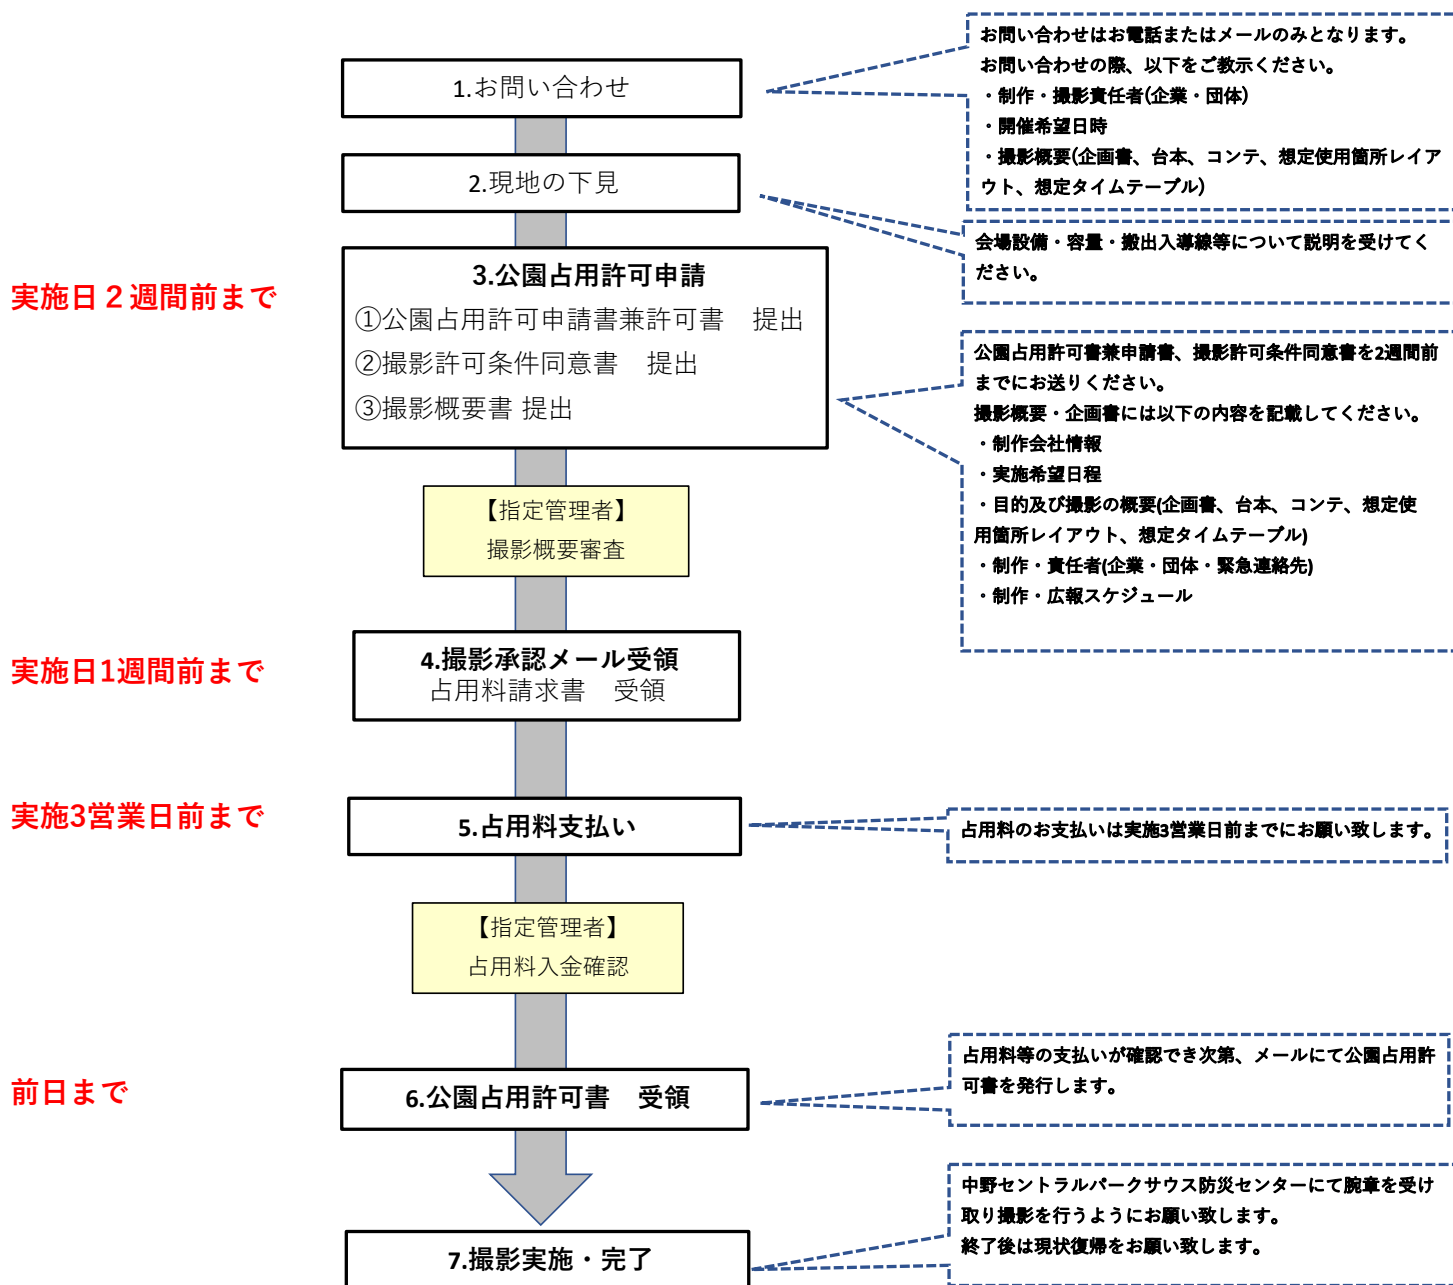 1.お問い合わせ
お問い合わせはお電話またはメールのみとなります。
お問い合わせの際、以下をご教示ください。
・制作・撮影責任者(企業・団体)
・開催希望日時
・撮影概要(企画書、台本、コンテ、想定使用箇所レイア
ウト、想定タイムテーブル)
2.現地の下見
会場設備・容量・搬出入導線等について説明を受けてく
ださい。
実施日２週間前まで
3.公園占用許可申請
①公園占用許可申請書兼許可書　提出
②撮影許可条件同意書　提出
③撮影概要書 提出
公園占用許可書兼申請書、撮影許可条件同意書を2週間前
までにお送りください。
撮影概要・企画書には以下の内容を記載してください。
・制作会社情報
・実施希望日程
・目的及び撮影の概要(企画書、台本、コンテ、想定使
用箇所レイアウト、想定タイムテーブル)
・制作・責任者(企業・団体・緊急連絡先)
・制作・広報スケジュール
【指定管理者】
撮影概要審査
実施日1週間前まで
4.撮影承認メール受領
占用料請求書　受領
実施3営業日前まで
5.占用料支払い
占用料のお支払いは実施3営業日前までにお願い致します。
【指定管理者】
占用料入金確認
前日まで
6.公園占用許可書　受領
占用料等の支払いが確認でき次第、メールにて公園占用許
可書を発行します。
7.撮影実施・完了
中野セントラルパークサウス防災センターにて腕章を受け
取り撮影を行うようにお願い致します。
終了後は現状復帰をお願い致します。